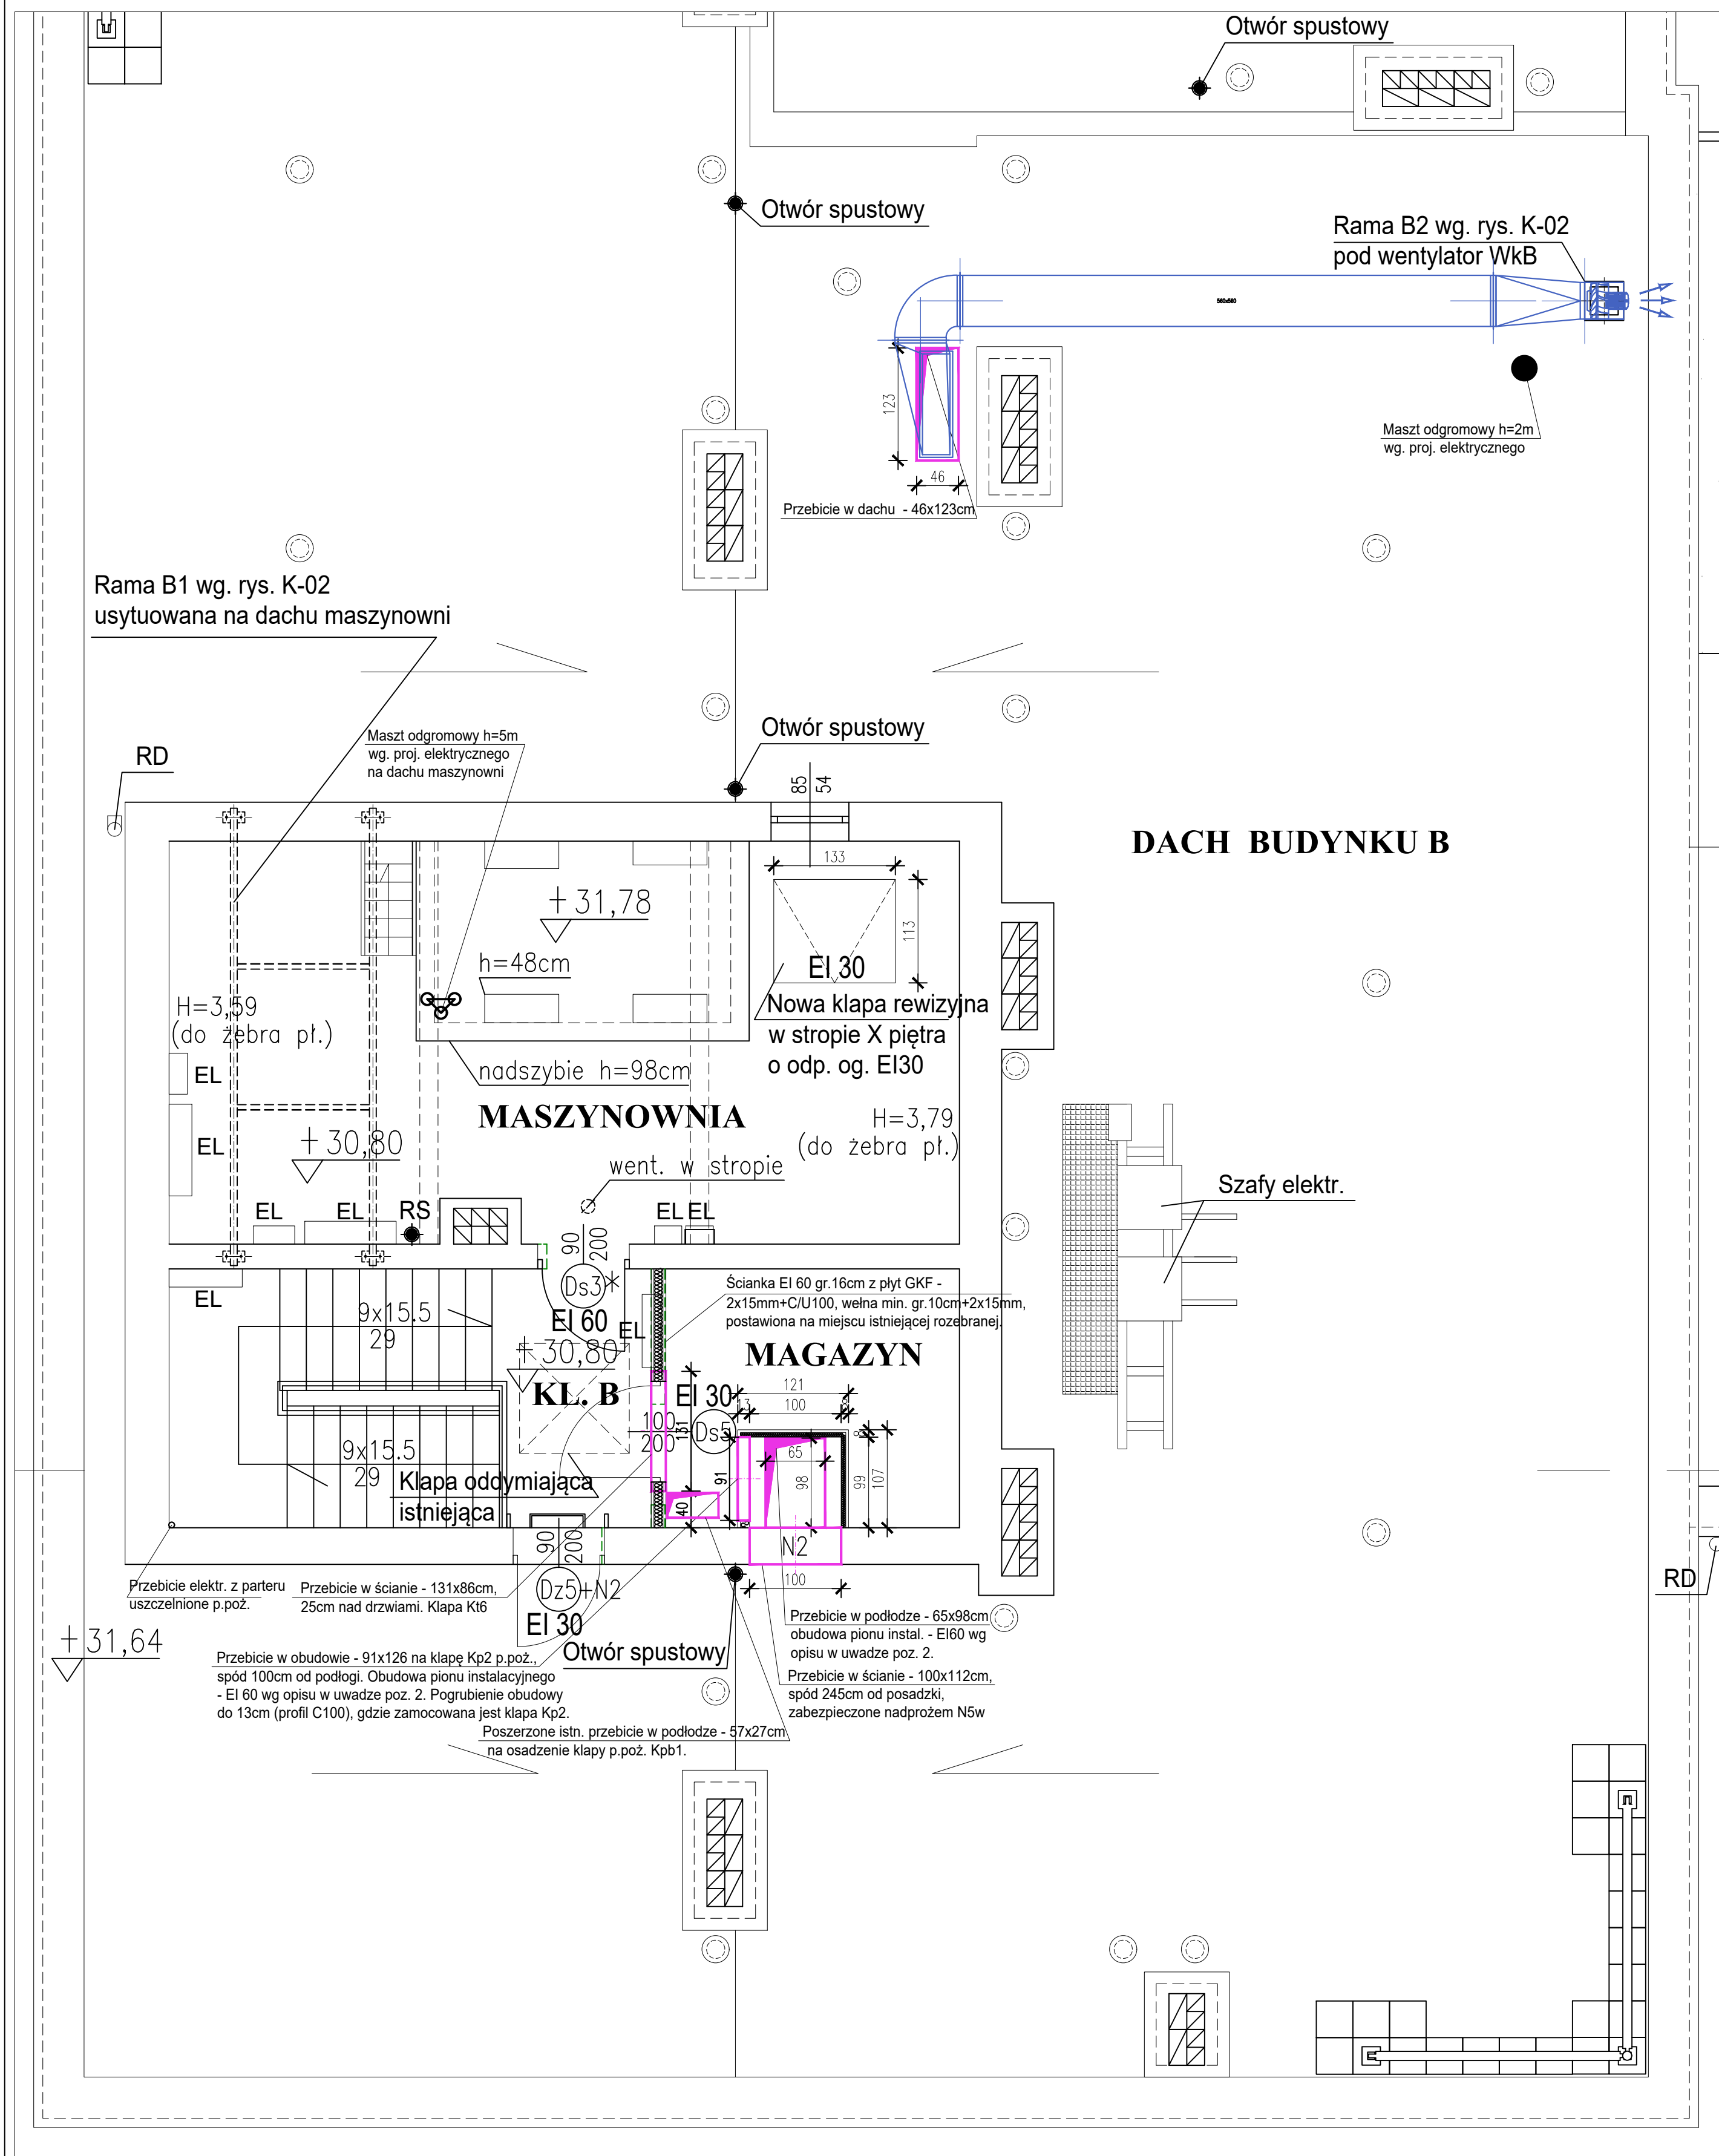 Otwór spustowy
Otwór spustowy
Rama B2 wg. rys. K-02
pod wentylator WkB
560x560
123
46
Przebicie w dachu - 46x123cm
Maszt odgromowy h=2m
wg. proj. elektrycznego
Rama B1 wg. rys. K-02
usytuowana na dachu maszynowni
Maszt odgromowy h=5m
wg. proj. elektrycznego
na dachu maszynowni
RD
Otwór spustowy
85
54
DACH BUDYNKU B
133
113
+31,78
h=48cm
EI 30
Nowa klapa rewizyjna
w stropie X piętra
o odp. og. EI30
H=3,59
(do żebra pł.)
EL
nadszybie h=98cm
MASZYNOWNIA
H=3,79
(do żebra pł.)
EL
+30,80
went. w stropie
Szafy elektr.
EL
EL
RS
EL
EL
90
200
Ds3*
EI 60
EL
EL
Ścianka EI 60 gr.16cm z płyt GKF -
2x15mm+C/U100, wełna min. gr.10cm+2x15mm,
postawiona na miejscu istniejącej rozebranej.
9x15.5
29
+30,80
MAGAZYN
KL. B
EI 30
121
13
100
8
100
200
131
Ds5
65
8
91
98
99
107
9x15.5
29
Klapa oddymiająca
istniejąca
40
N2
90
200
100
Dz5+N2
EI 30
RD
Przebicie elektr. z parteru
uszczelnione p.poż.
Przebicie w ścianie - 131x86cm,
25cm nad drzwiami. Klapa Kt6
+31,64
Otwór spustowy
Przebicie w podłodze - 65x98cm
obudowa pionu instal. - EI60 wg
opisu w uwadze poz. 2.
Przebicie w obudowie - 91x126 na klapę Kp2 p.poż.,
spód 100cm od podłogi. Obudowa pionu instalacyjnego
- EI 60 wg opisu w uwadze poz. 2. Pogrubienie obudowy
do 13cm (profil C100), gdzie zamocowana jest klapa Kp2.
Przebicie w ścianie - 100x112cm,
spód 245cm od posadzki,
zabezpieczone nadprożem N5w
Poszerzone istn. przebicie w podłodze - 57x27cm
na osadzenie klapy p.poż. Kpb1.